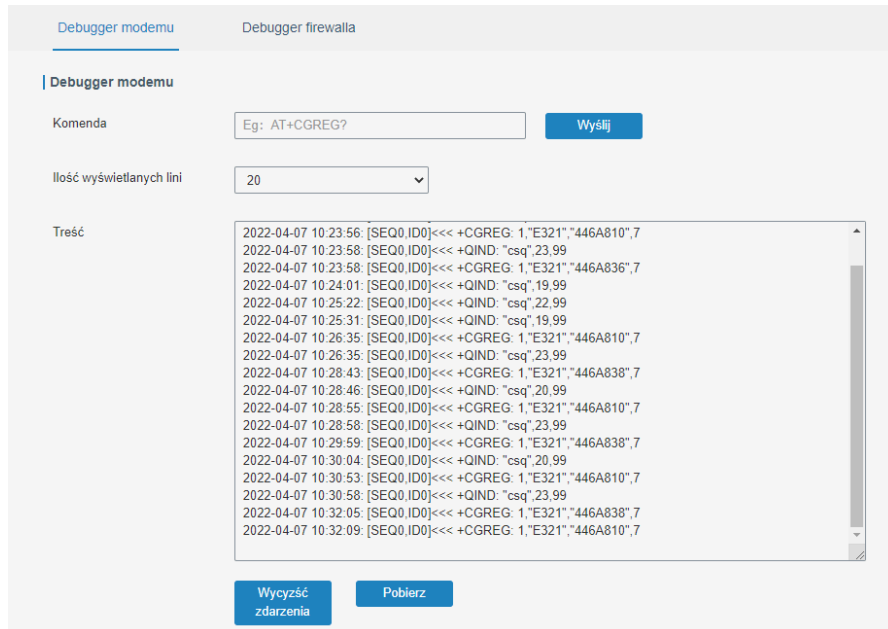 Debugger modemu
Debugger firewalla
Debugger modemu
Komenda
Eg: AT+CGREG?
Wyślij
Ilość wyświetlanych lini
20
Treść
2022-04-07 10:23:56: [SEQ0,ID0]<<< +CGREG: 1,"E321","446A810",7
2022-04-07 10:23:58: [SEQ0,ID0]<<< +QIND: "csq",23,99
2022-04-07 10:23:58: [SEQ0,ID0]<<< +CGREG: 1,"E321","446A836",7
2022-04-07 10:24:01: [SEQ0,ID0]<<< +QIND: "csq",19,99
2022-04-07 10:25:22: [SEQ0,ID0]<<< +QIND: "csq",22,99
2022-04-07 10:25:31: [SEQ0,ID0]<<< +QIND: "csq",19,99
2022-04-07 10:26:35: [SEQ0,ID0]<<< +CGREG: 1,"E321","446A810",7
2022-04-07 10:26:35: [SEQ0,ID0]<<< +QIND: "csq",23,99
2022-04-07 10:28:43: [SEQ0,ID0]<<< +CGREG: 1,"E321","446A838",7
2022-04-07 10:28:46: [SEQ0,ID0]<<< +QIND: "csq",20,99
2022-04-07 10:28:55: [SEQ0,ID0]<<< +CGREG: 1,"E321","446A810",7
2022-04-07 10:28:58: [SEQ0,ID0]<<< +QIND: "csq",23,99
2022-04-07 10:29:59: [SEQ0,ID0]<<< +CGREG: 1,"E321","446A838",7
2022-04-07 10:30:04: [SEQ0,ID0]<<< +QIND: "csq",20,99
2022-04-07 10:30:53: [SEQ0,ID0]<<< +CGREG: 1,"E321","446A810",7
2022-04-07 10:30:58: [SEQ0,ID0]<<< +QIND: "csq",23,99
2022-04-07 10:32:05: [SEQ0,ID0]<<< +CGREG: 1,"E321","446A838",7
2022-04-07 10:32:09: [SEQ0,ID0]<<< +CGREG: 1,"E321","446A810",7
Wycyzść
zdarzenia
Pobierz